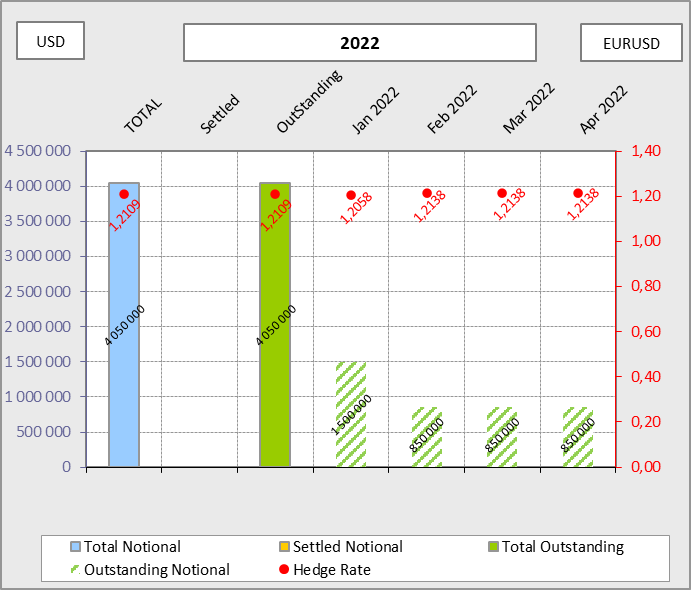 USD
2022
EURUSD
TOTAL
Settled
OutStanding
Jan 2022
Feb 2022
Mar 2022
Apr 2022
4 500 000
4 000 000
3 500 000
3 000 000
2 500 000
2 000 000
1 500 000
1 000 000
500 000
0
1,2109
1,2109
1,2058
1,2138
1,2138
1,2138
4 050 000
4 050 000
1 500 000
850 000
850 000
850 000
1,40
1,20
1,00
0,80
0,60
0,40
0,20
0,00
Total Notional
Settled Notional
Total Outstanding
Outstanding Notional
Hedge Rate